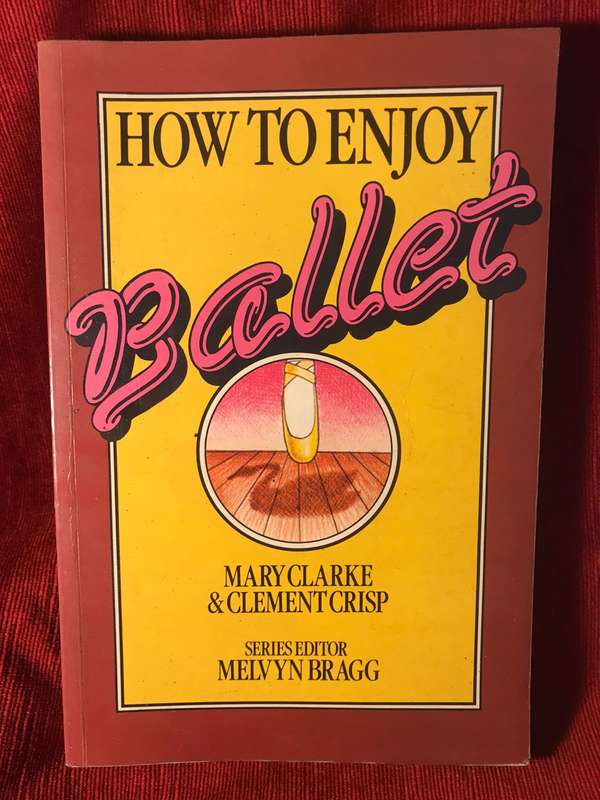 HOW TO ENJOY
Ballet
MARY CLARKE
& CLEMENT CRISP
SERIES EDITOR
MELVYN BRAGG